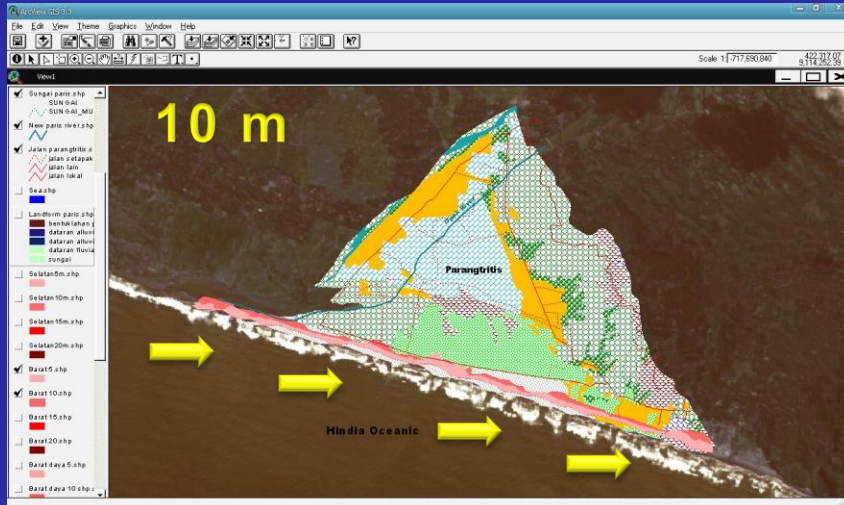 ArcView GIS 3.3
File Edit View Theme Graphics Window Help
Scale 1: -717,690,840
422,317.07
9,114,252.39
View1
Sungai paris.shp
SUNGAI
SUNGAI_MU
New paris river.shp
Jalan parangtritis.s
jalan setapak
jalan lain
jalan lokal
Sea.shp
Landform paris.shp
bentuklahan p
dataran alluvi
dataran alluvi
dataran fluvia
sungai
Selatan5m.shp
Selatan10m.shp
Selatan15m.shp
Selatan20m.shp
Barat 5.shp
Barat 10.shp
Barat 15.shp
Barat 20.shp
Barat daya 5.shp
Barat daya 10 shp.s
10 m
Opak River
Parangtritis
Hindia Oceanic